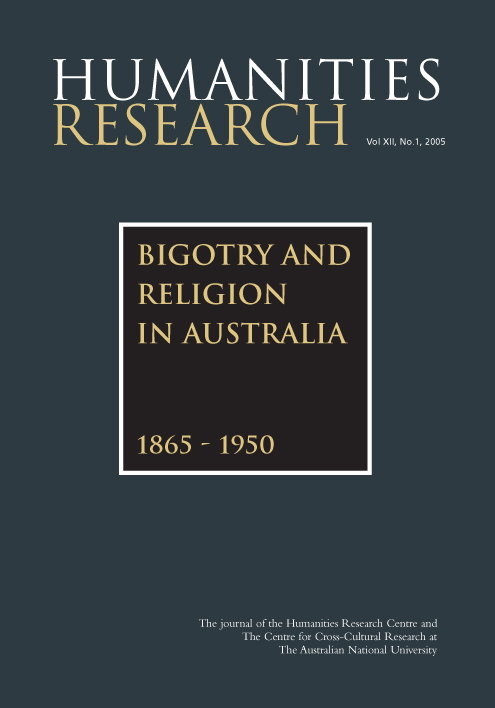 HUMANITIES
RESEARCH
Vol XII, No.1, 2005
BIGOTRY AND
RELIGION
IN AUSTRALIA
1865 - 1950
The journal of the Humanities Research Centre and
The Centre for Cross-Cultural Research at
The Australian National University